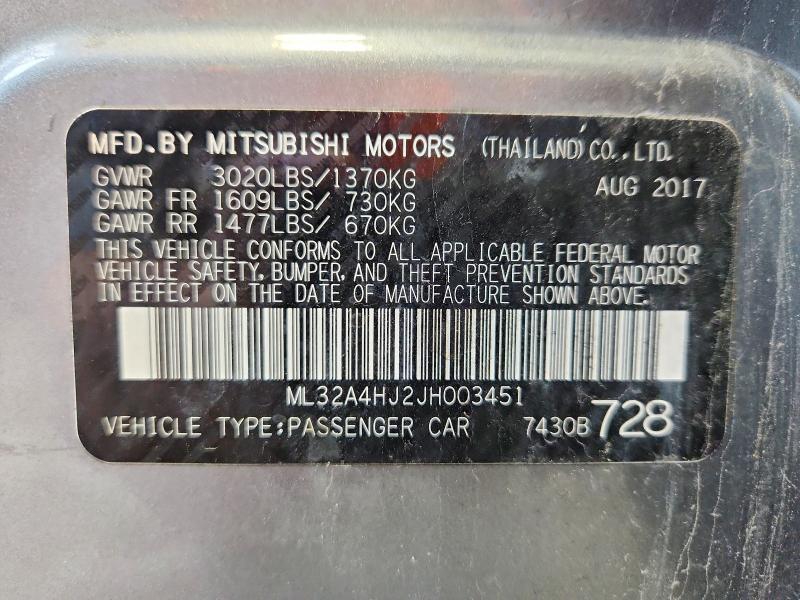 MFD.BY MITSUBISHI MOTORS (THAILAND)CO.,LTD.
GVWR 3020LBS/1370KG AUG 2017
GAWR FR 1609LBS/ 730KG
GAWR RR 1477LBS/ 670KG
THIS VEHICLE CONFORMS TO ALL APPLICABLE FEDERAL MOTOR
VEHICLE SAFETY, BUMPER, AND THEFT PREVENTION STANDARDS
IN EFFECT ON THE DATE OF MANUFACTURE SHOWN ABOVE.
ML32A4HJ2JH003451
VEHICLE TYPE:PASSENGER CAR 7430B 728